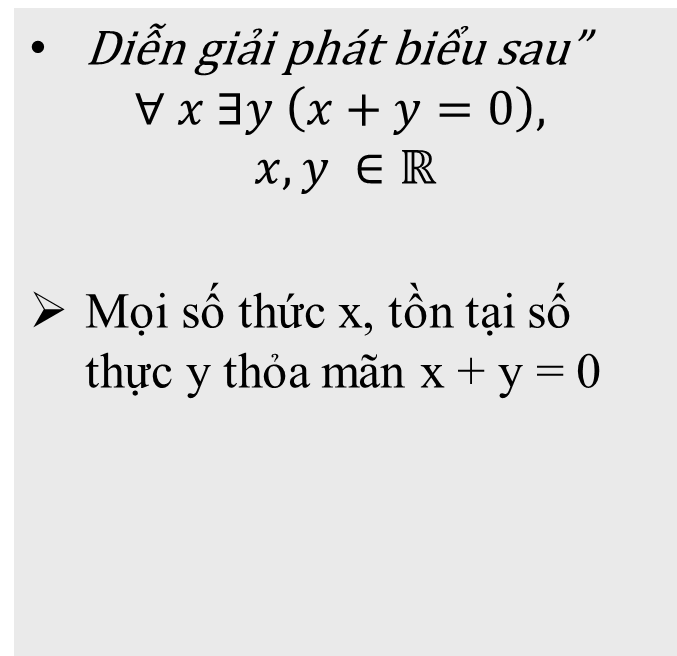 • Diễn giải phát biểu sau”
∀ x ∃y (x + y = 0),
x, y ∈ ℝ
➢ Mọi số thức x, tồn tại số
thực y thỏa mãn x + y = 0